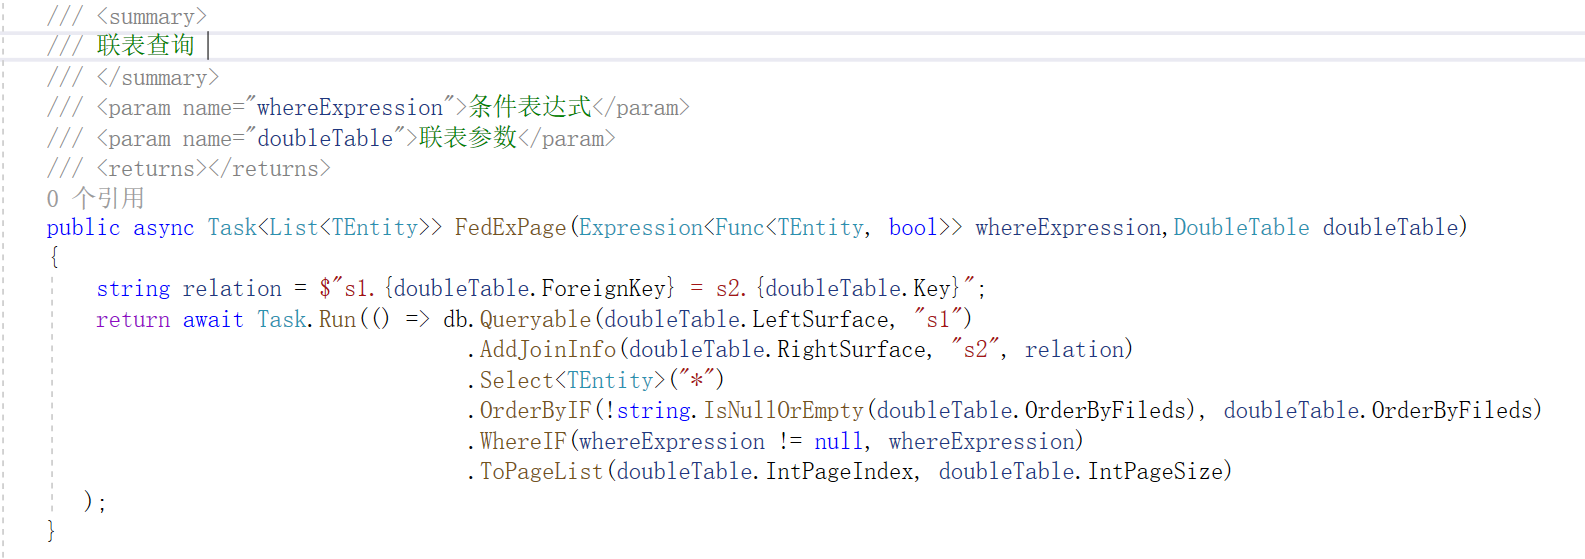 /// <summary>
/// 联表查询
/// </summary>
/// <param name="whereExpression">条件表达式</param>
/// <param name="doubleTable">联表参数</param>
/// <returns></returns>
0 个引用
public async Task<List<TEntity>> FedExPage(Expression<Func<TEntity, bool>> whereExpression,DoubleTable doubleTable)
{
string relation = $"s1.{doubleTable.ForeignKey} = s2.{doubleTable.Key}";
return await Task.Run(() => db.Queryable(doubleTable.LeftSurface, "s1")
.AddJoinInfo(doubleTable.RightSurface, "s2", relation)
.Select<TEntity>("*")
.OrderByIF(!string.IsNullOrEmpty(doubleTable.OrderByFileds), doubleTable.OrderByFileds)
.WhereIF(whereExpression != null, whereExpression)
.ToPageList(doubleTable.IntPageIndex, doubleTable.IntPageSize)
);
}